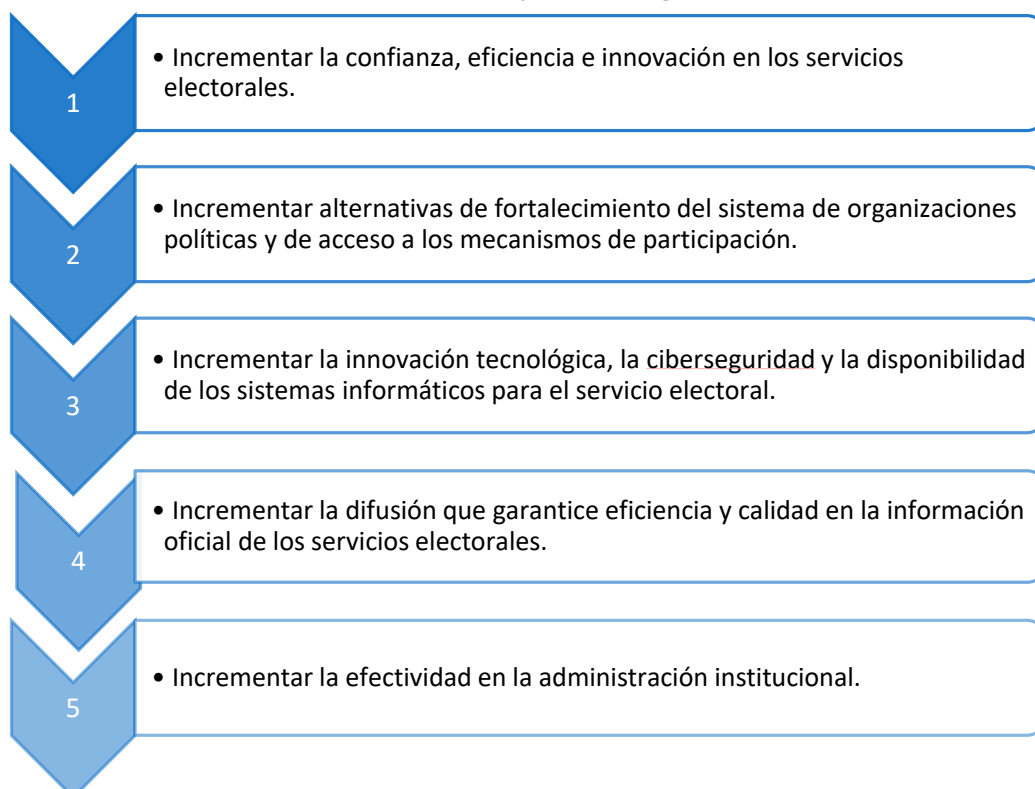 1
• Incrementar la confianza, eficiencia e innovación en los servicios
electorales.
2
• Incrementar alternativas de fortalecimiento del sistema de organizaciones
políticas y de acceso a los mecanismos de participación.
3
• Incrementar la innovación tecnológica, la ciberseguridad y la disponibilidad
de los sistemas informáticos para el servicio electoral.
4
• Incrementar la difusión que garantice eficiencia y calidad en la información
oficial de los servicios electorales.
5
• Incrementar la efectividad en la administración institucional.